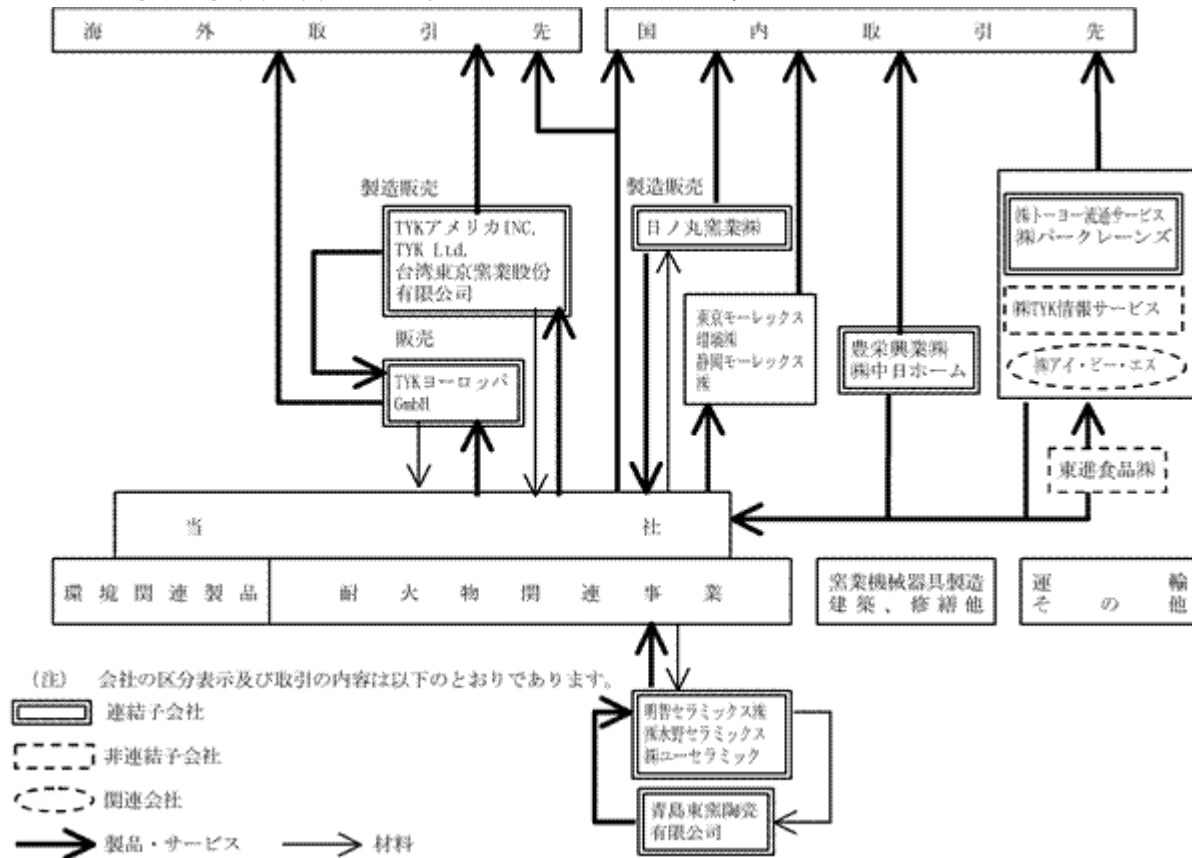 海外取引先
国内取引先
製造販売
TYKアメリカINC.
TYK Ltd.
台湾東京窯業股份
有限公司
販売
TYKヨーロッパ
GmbH
製造販売
日ノ丸窯業㈱
東京モーレックス
㈱
静岡モーレックス
㈱
豊栄興業㈱
㈱中日ホーム
㈱トーヨー流通サービス
㈱パークレーンズ
㈱TYK情報サービス
㈱アイ・ピー・エス
東進食品㈱
当社
環境関連製品
耐火物関連事業
窯業機械器具製造
建築、修繕他
運輸
その他
明智セラミックス㈱
水野セラミックス
㈱ユーセラミック
青島東窯陶瓷
有限公司
(注) 会社の区分表示及び取引の内容は以下のとおりであります。
連結子会社
非連結子会社
関連会社
製品・サービス
材料